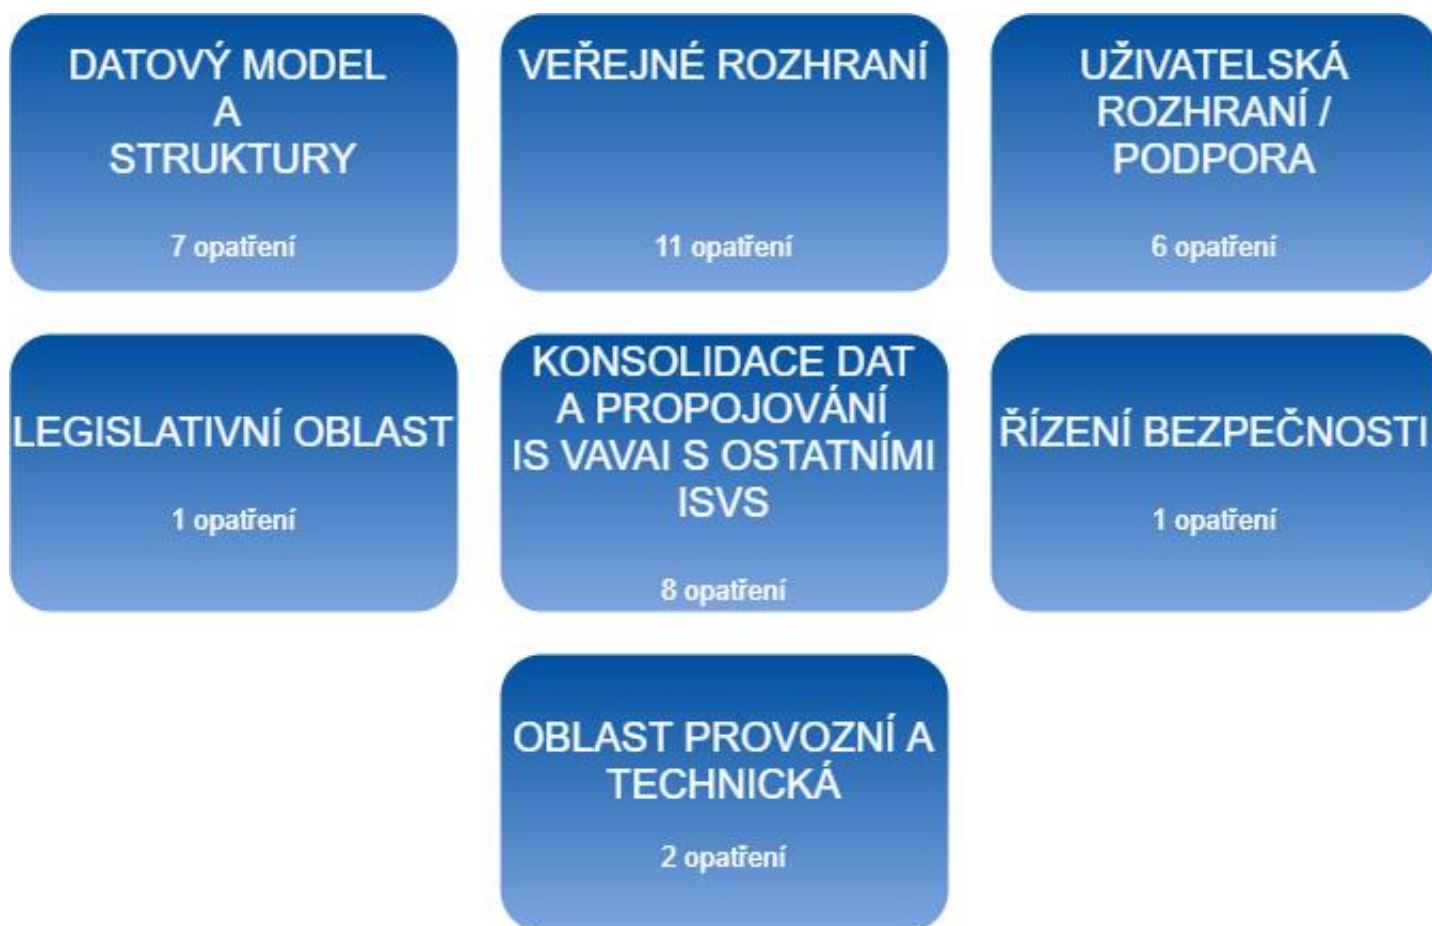 DATOVÝ MODEL
A
STRUKTURY
7 opatření
VEŘEJNÉ ROZHRANÍ
11 opatření
UŽIVATELSKÁ
ROZHRANÍ /
PODPORA
6 opatření
LEGISLATIVNÍ OBLAST
1 opatření
KONSOLIDACE DAT
A PROPOJOVÁNÍ
IS VAVAI S OSTATNÍMI
ISVS
8 opatření
ŘÍZENÍ BEZPEČNOSTI
1 opatření
OBLAST PROVOZNÍ A
TECHNICKÁ
2 opatření